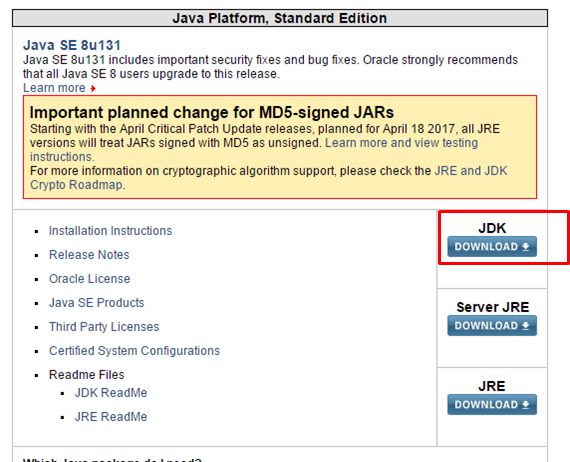 Java Platform, Standard Edition
Java SE 8u131
Java SE 8u131 includes important security fixes and bug fixes. Oracle strongly recommends
that all Java SE 8 users upgrade to this release.
Learn more
Important planned change for MD5-signed JARs
Starting with the April Critical Patch Update releases, planned for April 18 2017, all JRE
versions will treat JARs signed with MD5 as unsigned. Learn more and view testing
instructions.
For more information on cryptographic algorithm support, please check the JRE and JDK
Crypto Roadmap.
Installation Instructions
Release Notes
Oracle License
Java SE Products
Third Party Licenses
Certified System Configurations
Readme Files
JDK ReadMe
JRE ReadMe
JDK
DOWNLOAD
Server JRE
DOWNLOAD
JRE
DOWNLOAD
Which Java package do I need?